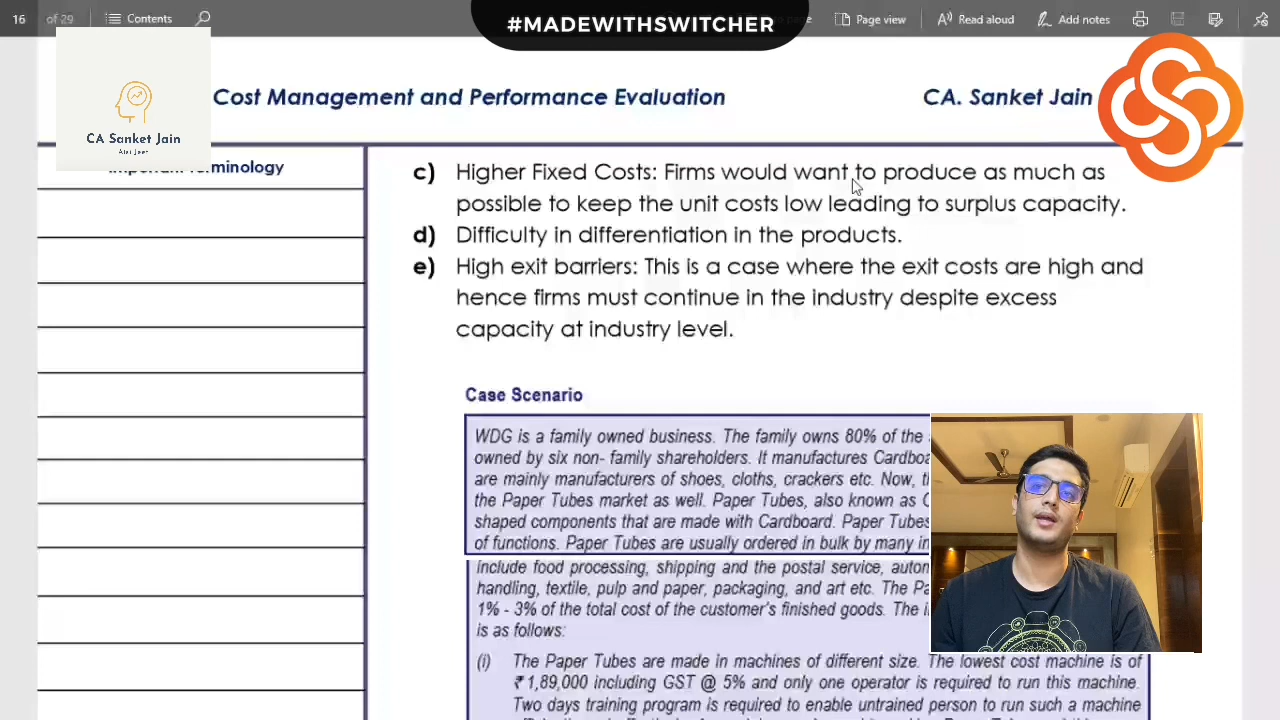 16 of 29 Contents
#MADEWITHSWITCHER
Page view
Read aloud
Add notes
CA Sanket Jain
Cost Management and Performance Evaluation
CA. Sanket Jain
Important Terminology
c) Higher Fixed Costs: Firms would want to produce as much as
possible to keep the unit costs low leading to surplus capacity.
d) Difficulty in differentiation in the products.
e) High exit barriers: This is a case where the exit costs are high and
hence firms must continue in the industry despite excess
capacity at industry level.
Case Scenario
WDG is a family owned business. The family owns 80% of the
owned by six non- family shareholders. It manufactures
are mainly manufacturers of shoes, cloths, crackers etc. Now,
the Paper Tubes market as well. Paper Tubes, also known as
shaped components that are made with Cardboard. Paper Tubes
of functions. Paper Tubes are usually ordered in bulk by many
include food processing, shipping and the postal service,
handling, textile, pulp and paper, packaging, and art etc. The
1% - 3% of the total cost of the customer's finished goods. The
is as follows:
(i) The Paper Tubes are made in machines of different size. The lowest cost machine is of
₹ 1,89,000 including GST @ 5% and only one operator is required to run this machine.
Two days training program is required to enable untrained person to run such a machine